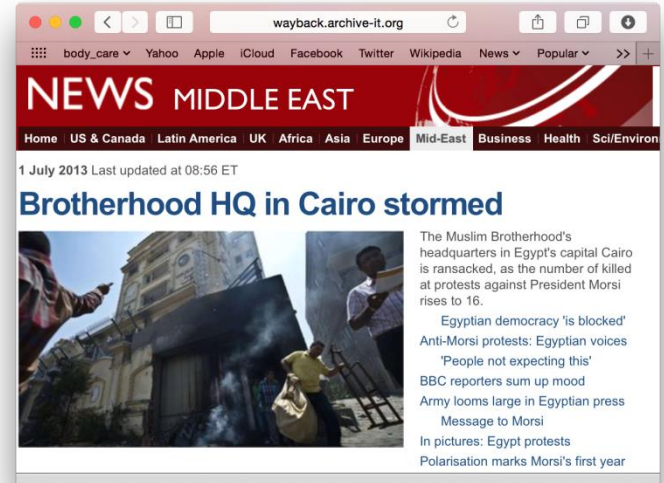 wayback.archive-it.org
body_care Yahoo Apple iCloud Facebook Twitter Wikipedia News Popular >> +
NEWS MIDDLE EAST
Home US & Canada Latin America UK Africa Asia Europe Mid-East Business Health Sci/Environ
1 July 2013 Last updated at 08:56 ET
Brotherhood HQ in Cairo stormed
The Muslim Brotherhood's
headquarters in Egypt's capital Cairo
is ransacked, as the number of killed
at protests against President Morsi
rises to 16.
Egyptian democracy 'is blocked'
Anti-Morsi protests: Egyptian voices
'People not expecting this'
BBC reporters sum up mood
Army looms large in Egyptian press
Message to Morsi
In pictures: Egypt protests
Polarisation marks Morsi's first year